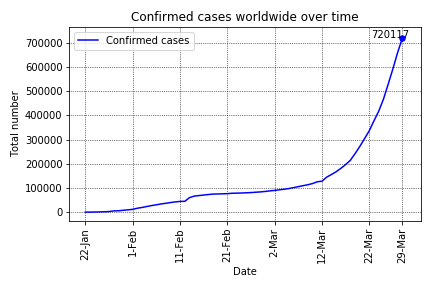 Confirmed cases worldwide over time
Confirmed cases
720117
Total number
700000
600000
500000
400000
300000
200000
100000
0
22-Jan
1-Feb
11-Feb
21-Feb
2-Mar
12-Mar
22-Mar
29-Mar
Date